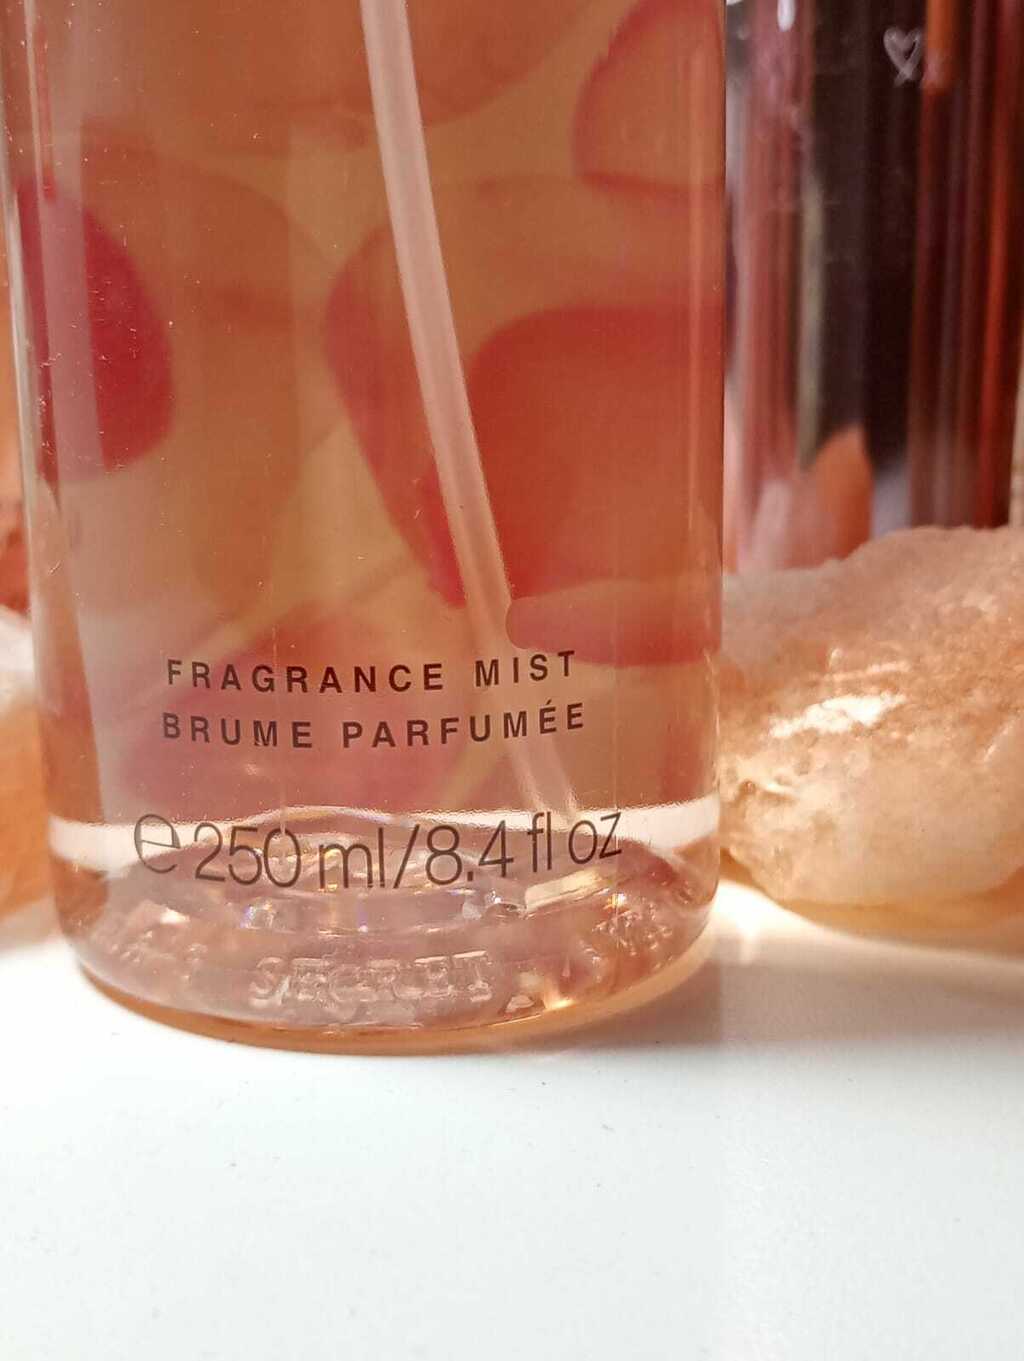 FRAGRANCE MIST
BRUME PARFUMÉE
℮ 250 ml/8.4 fl oz
SECRET